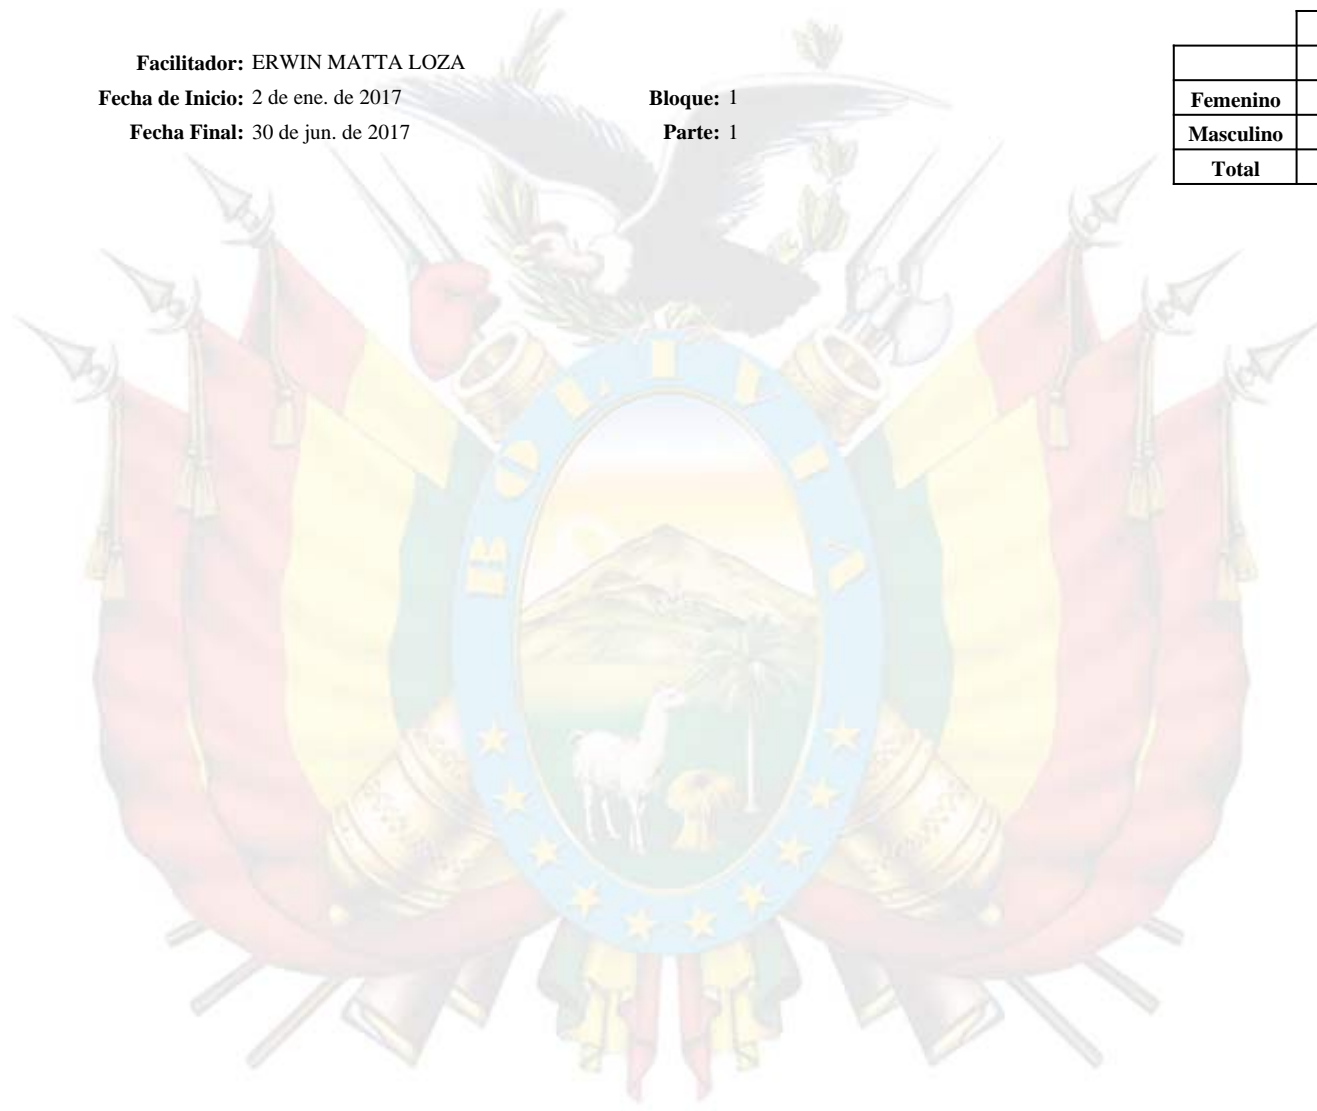 Facilitador: ERWIN MATTA LOZA
Fecha de Inicio: 2 de ene. de 2017
Bloque: 1
Fecha Final: 30 de jun. de 2017
Parte: 1
Femenino
Masculino
Total
BOLIVIA